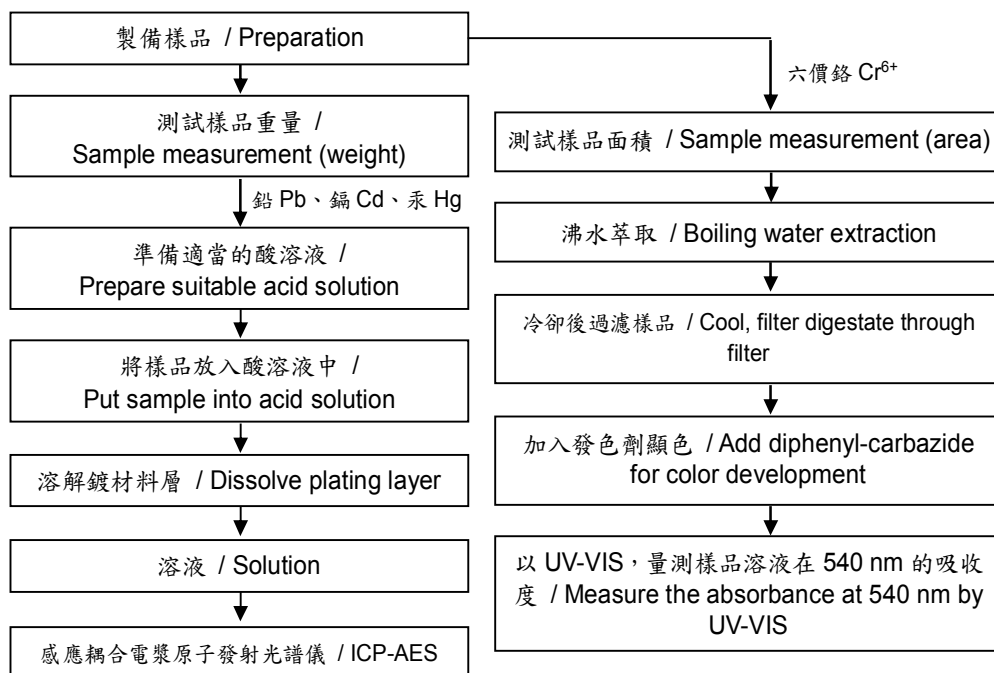 製備樣品 / Preparation
測試樣品重量 /
Sample measurement (weight)
鉛 Pb、鎘 Cd、汞 Hg
準備適當的酸溶液 /
Prepare suitable acid solution
將樣品放入酸溶液中 /
Put sample into acid solution
溶解鍍材料層 / Dissolve plating layer
溶液 / Solution
感應耦合電漿原子發射光譜儀 / ICP-AES
六價鉻 Cr⁶⁺
測試樣品面積 / Sample measurement (area)
沸水萃取 / Boiling water extraction
冷卻後過濾樣品 / Cool, filter digestate through
filter
加入發色劑顯色 / Add diphenyl-carbazide
for color development
以 UV-VIS，量測樣品溶液在 540 nm 的吸收
度 / Measure the absorbance at 540 nm by
UV-VIS